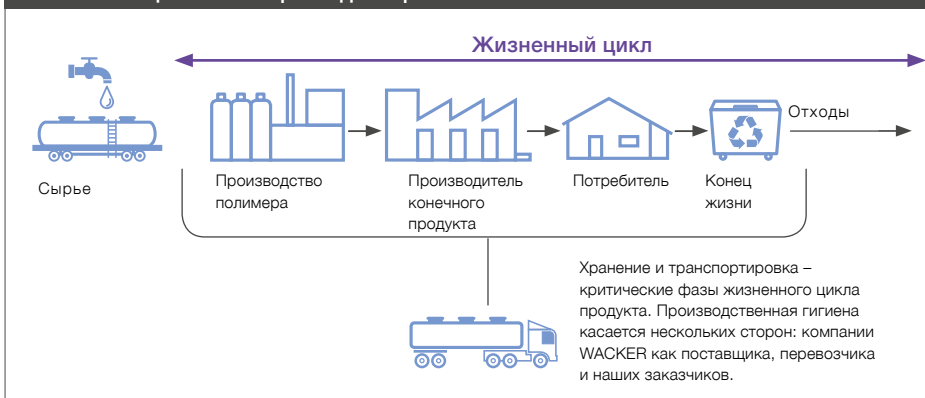 Жизненный цикл
Отходы
Сырье
Производство
полимера
Производитель
конечного
продукта
Потребитель
Конец
жизни
Хранение и транспортировка –
критические фазы жизненного цикла
продукта. Производственная гигиена
касается нескольких сторон: компании
WACKER как поставщика, перевозчика
и наших заказчиков.